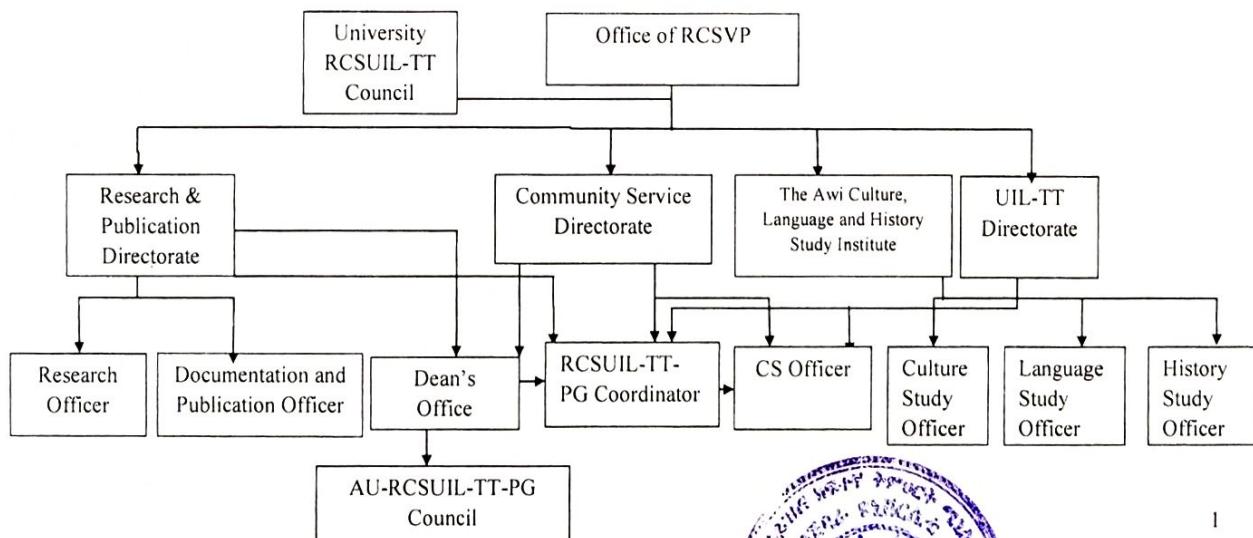 University
RCSUIL-TT
Council
Office of RCSVP
Research &
Publication
Directorate
Community Service
Directorate
The Awi Culture,
Language and History
Study Institute
UIL-TT
Directorate
Research
Officer
Documentation and
Publication Officer
Dean's
Office
RCSUIL-TT-
PG Coordinator
CS Officer
Culture
Study
Officer
Language
Study
Officer
History
Study
Officer
AU-RCSUIL-TT-PG
Council
1